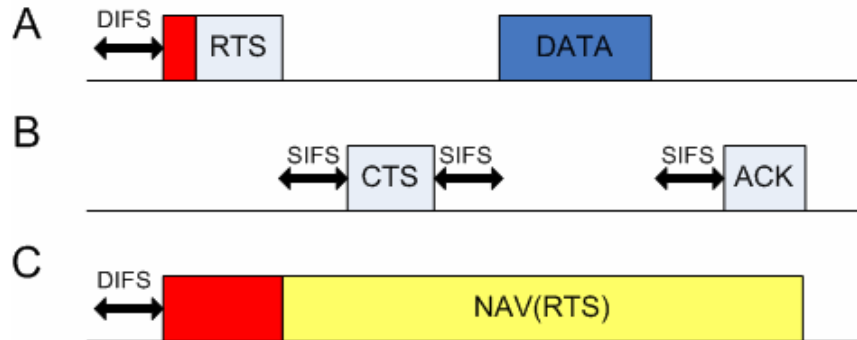 DIFS
A RTS DATA
B SIFS CTS SIFS SIFS ACK
DIFS
C NAV(RTS)